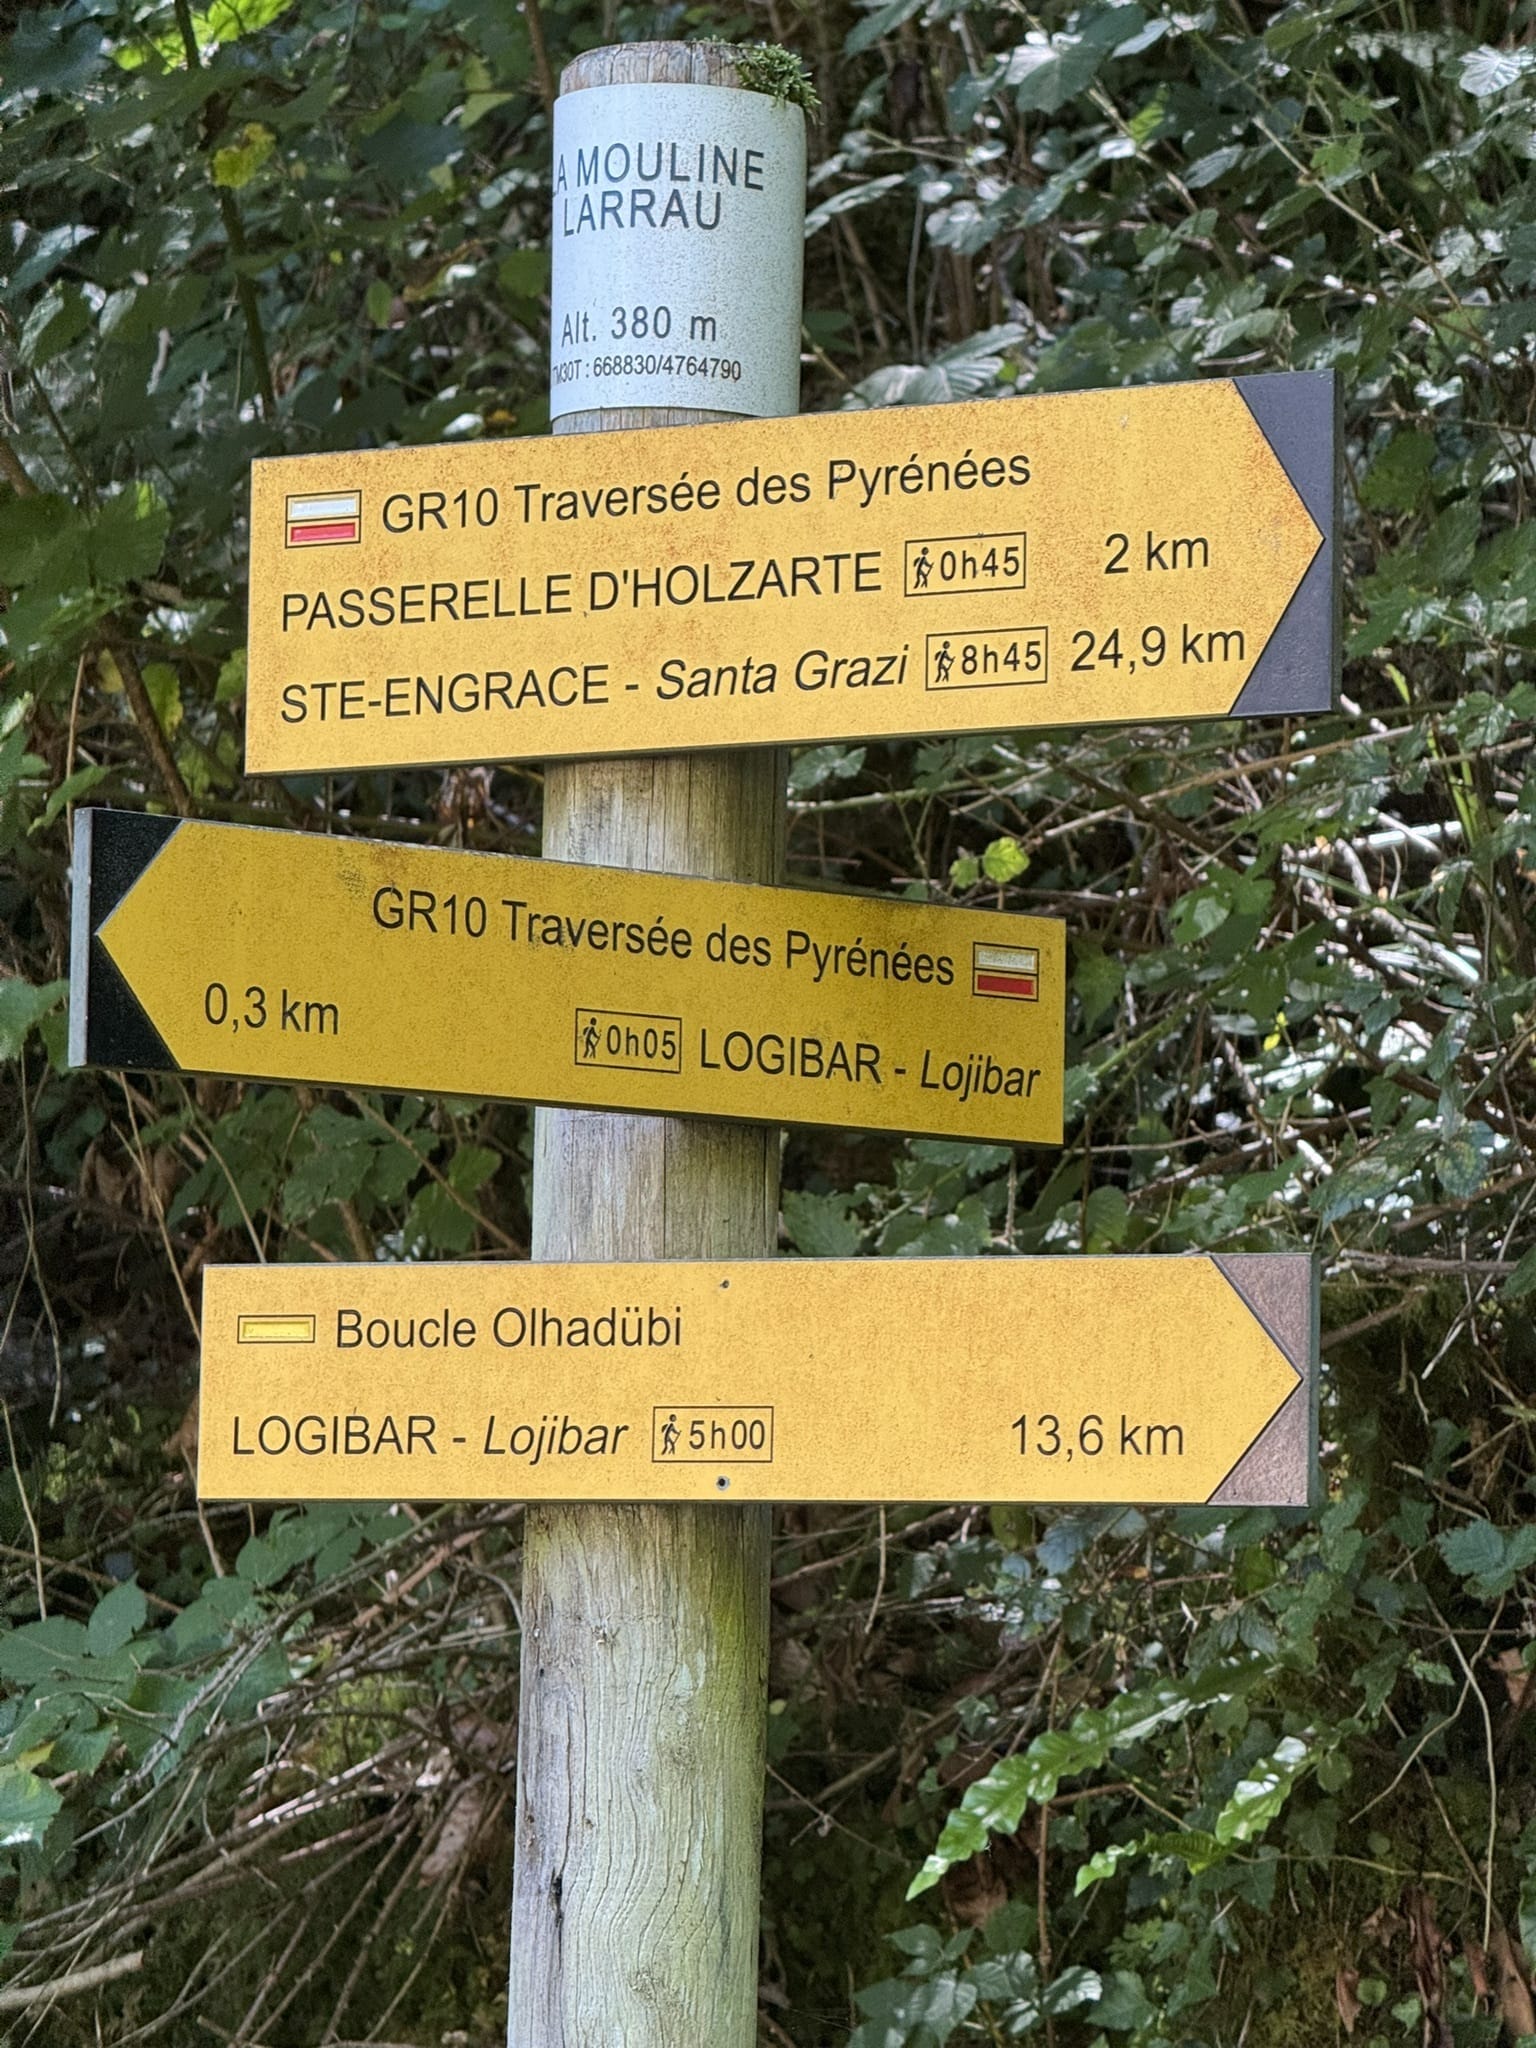 LA MOULINE
LARRAU
Alt. 380 m
TM30T : 668830/4764790
GR10 Traversée des Pyrénées
PASSERELLE D'HOLZARTE 0h45 2 km
STE-ENGRACE - Santa Grazi 8h45 24,9 km
GR10 Traversée des Pyrénées
0,3 km 0h05 LOGIBAR - Lojibar
Boucle Olhadübi
LOGIBAR - Lojibar 5h00 13,6 km